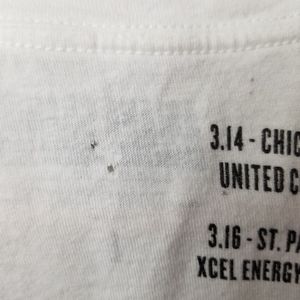 3.14 - CHIC
UNITED C
3.16 - ST. PA
XCEL ENERGY